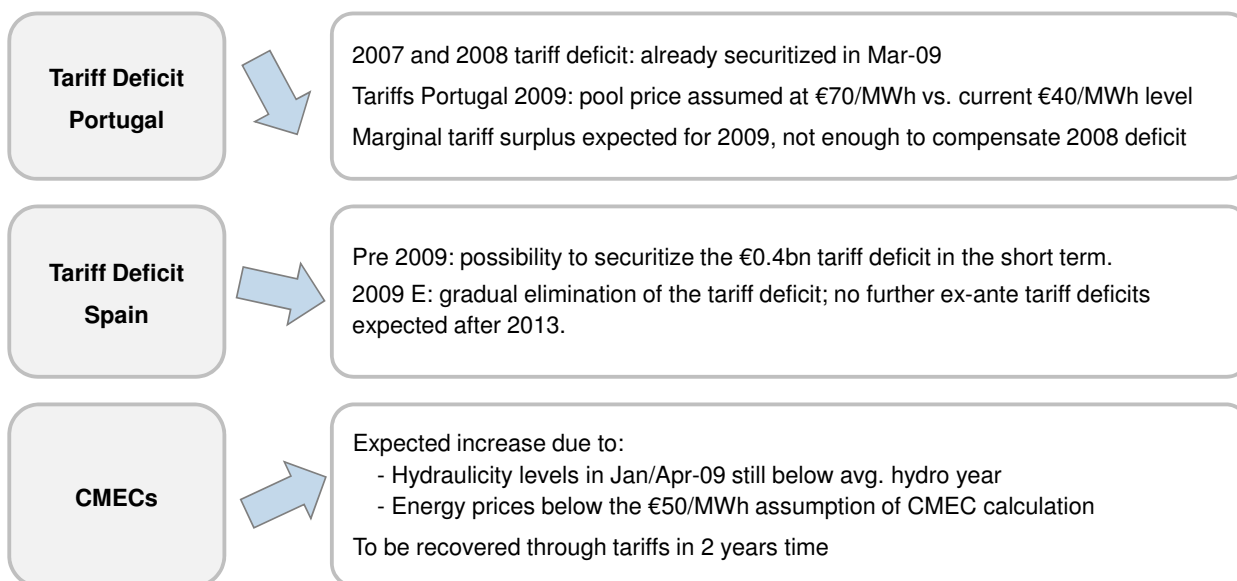 Tariff Deficit
Portugal
2007 and 2008 tariff deficit: already securitized in Mar-09
Tariffs Portugal 2009: pool price assumed at €70/MWh vs. current €40/MWh level
Marginal tariff surplus expected for 2009, not enough to compensate 2008 deficit
Tariff Deficit
Spain
Pre 2009: possibility to securitize the €0.4bn tariff deficit in the short term.
2009 E: gradual elimination of the tariff deficit; no further ex-ante tariff deficits
expected after 2013.
CMECs
Expected increase due to:
- Hydraulicity levels in Jan/Apr-09 still below avg. hydro year
- Energy prices below the €50/MWh assumption of CMEC calculation
To be recovered through tariffs in 2 years time